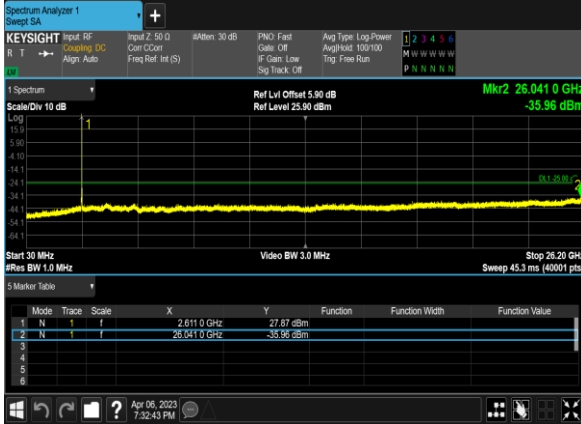 Spectrum Analyzer 1
Swept SA
+
KEYSIGHT
R T
Input: RF
Coupling: DC
Align: Auto
Input Z: 50 Ω
Corr CCorr
Freq Ref: Int (S)
#Atten: 30 dB
PNO: Fast
Gate: Off
IF Gain: Low
Sig Track: Off
Avg Type: Log-Power
Avg|Hold: 100/100
Trig: Free Run
1 2 3 4 5 6
M W W W W W
P N N N N N
1 Spectrum
Scale/Div 10 dB
Ref Lvl Offset 5.90 dB
Ref Level 25.90 dBm
Mkr2 26.041 0 GHz
-35.96 dBm
Log
15.9
5.90
-4.10
-14.1
-24.1
-34.1
-44.1
-54.1
-64.1
1
DL1 -25.00
Start 30 MHz
#Res BW 1.0 MHz
Video BW 3.0 MHz
Stop 26.20 GHz
Sweep 45.3 ms (40001 pts
5 Marker Table
Mode Trace Scale X Y Function Function Width Function Value
1 N 1 f 2.611 0 GHz 27.87 dBm
2 N 1 f 26.041 0 GHz -35.96 dBm
3
4
5
6
? Apr 06, 2023
7:32:43 PM